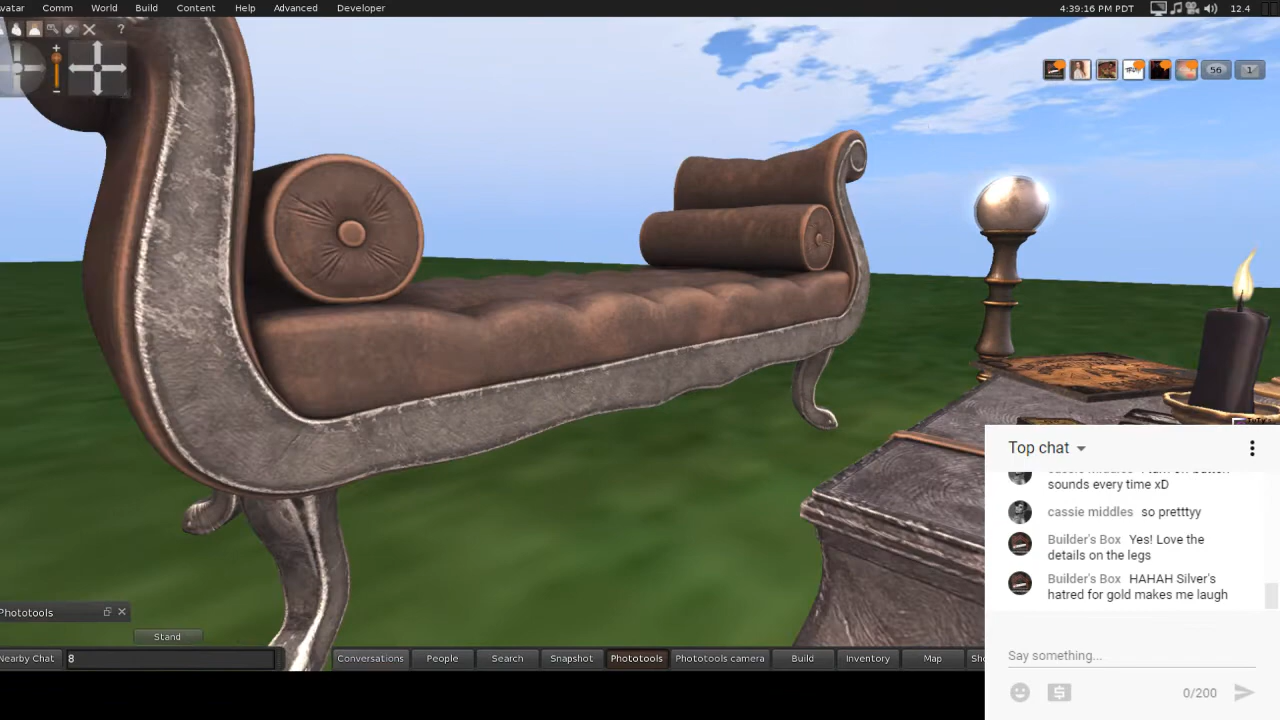 vatar Comm World Build Content Help Advanced Developer 4:39:16 PM PDT 12.4
?
56 1
Top chat
sounds every time xD
cassie middles so pretttyy
Builder's Box Yes! Love the
details on the legs
Builder's Box HAHAH Silver's
hatred for gold makes me laugh
Say something...
0/200
Phototools
Stand
Nearby Chat 8 Conversations People Search Snapshot Phototools Phototools camera Build Inventory Map